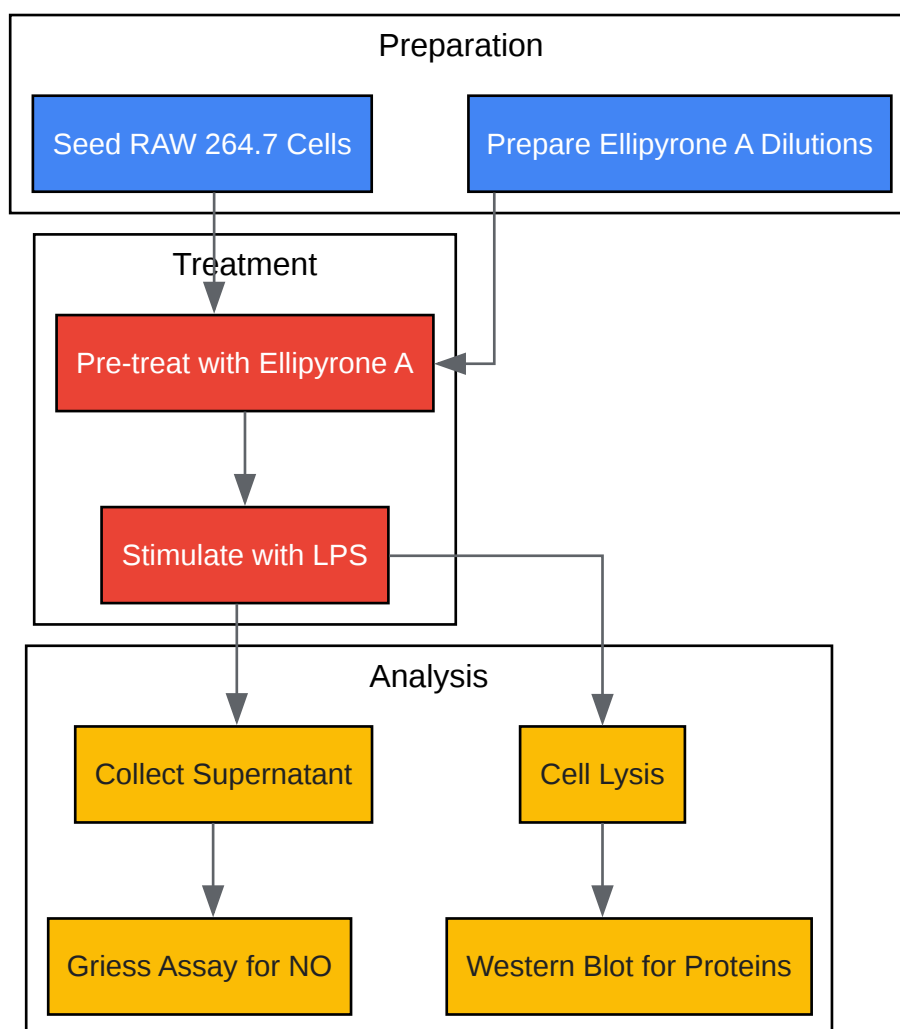 Preparation
Seed RAW 264.7 Cells
Prepare Ellipyrone A Dilutions
Treatment
Pre-treat with Ellipyrone A
Stimulate with LPS
Analysis
Collect Supernatant
Cell Lysis
Griess Assay for NO
Western Blot for Proteins